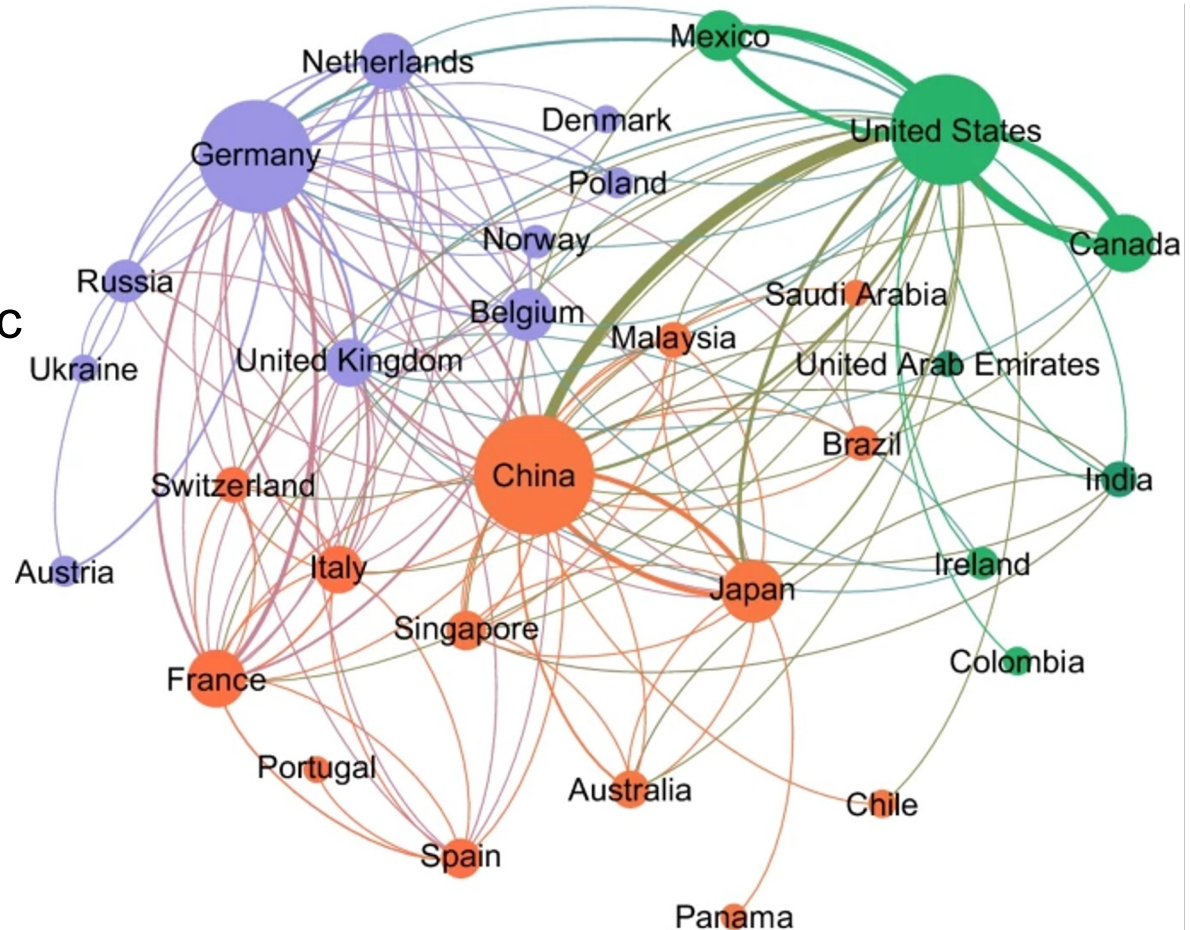 Mexico
Netherlands
Denmark
United States
Germany
Poland
Norway
Canada
Russia
Saudi Arabia
c
Belgium
Malaysia
Ukraine
United Kingdom
United Arab Emirates
Brazil
China
Switzerland
India
Austria
Italy
Ireland
Japan
Singapore
Colombia
France
Portugal
Australia
Chile
Spain
Panama